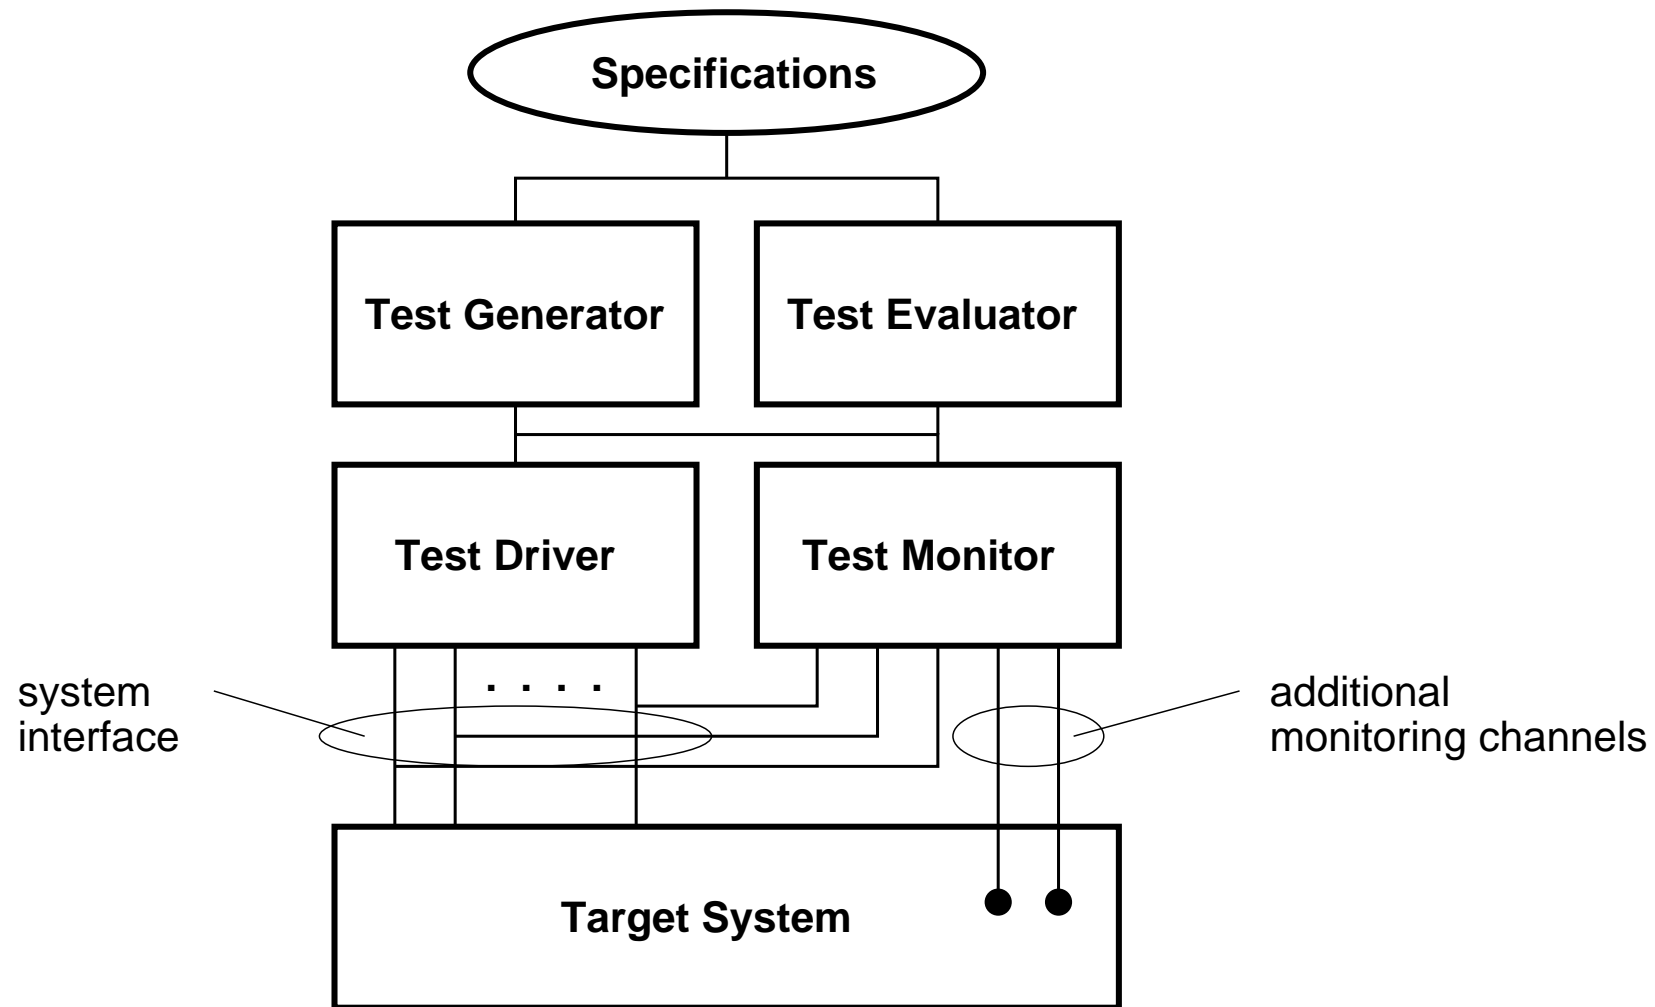 Specifications
Test Generator
Test Evaluator
Test Driver
Test Monitor
. . . .
system
interface
additional
monitoring channels
Target System